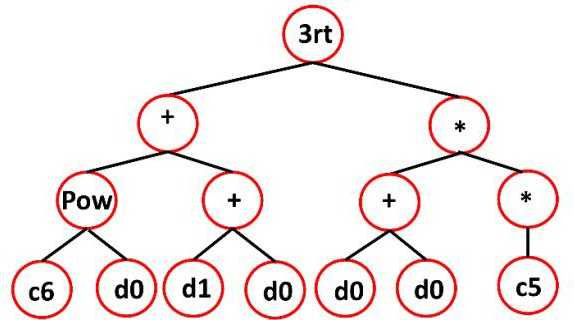 3rt
+ *
Pow + + *
c6 d0 d1 d0 d0 d0 c5